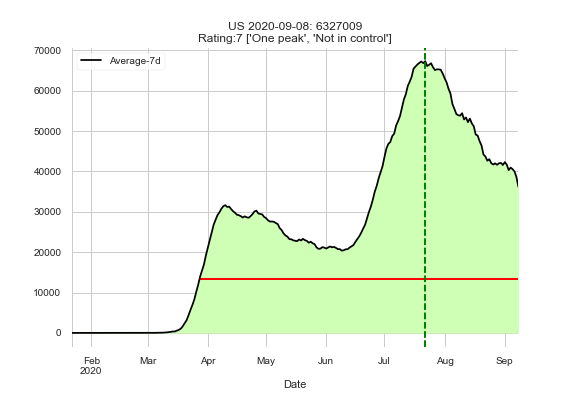 US 2020-09-08: 6327009
Rating:7 ['One peak', 'Not in control']
Average-7d
70000
60000
50000
40000
30000
20000
10000
0
Feb Mar Apr May Jun Jul Aug Sep
2020
Date